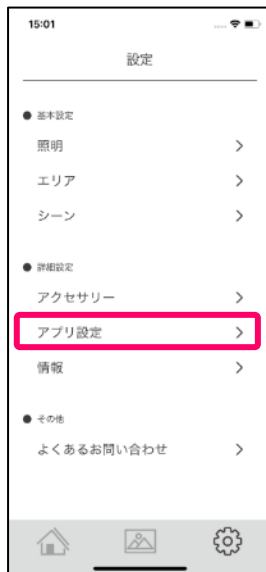 15:01
設定
● 基本設定
照明
エリア
シーン
● 詳細設定
アクセサリー
アプリ設定
情報
● その他
よくあるお問い合わせ